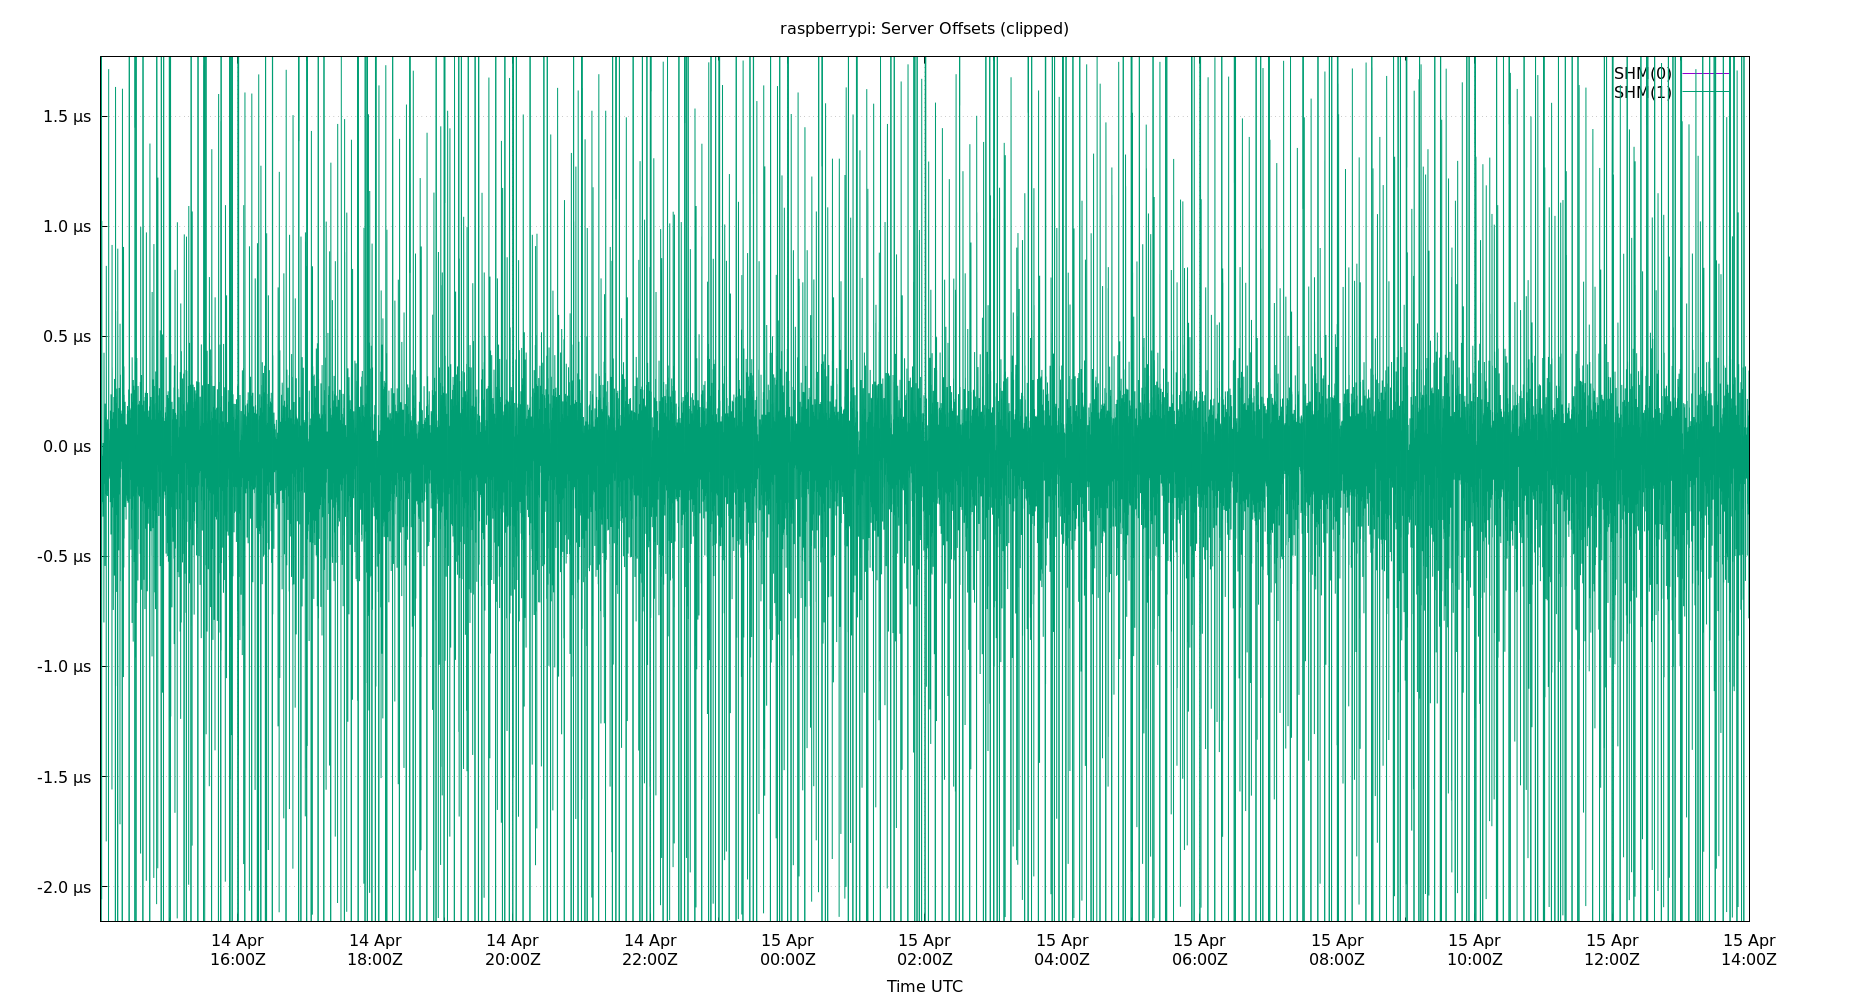 raspberrypi: Server Offsets (clipped)
SHM(0)
SHM(1)
1.5 µs
1.0 µs
0.5 µs
0.0 µs
-0.5 µs
-1.0 µs
-1.5 µs
-2.0 µs
14 Apr 14 Apr 14 Apr 14 Apr 15 Apr 15 Apr 15 Apr 15 Apr 15 Apr 15 Apr 15 Apr 15 Apr
16:00Z 18:00Z 20:00Z 22:00Z 00:00Z 02:00Z 04:00Z 06:00Z 08:00Z 10:00Z 12:00Z 14:00Z
Time UTC